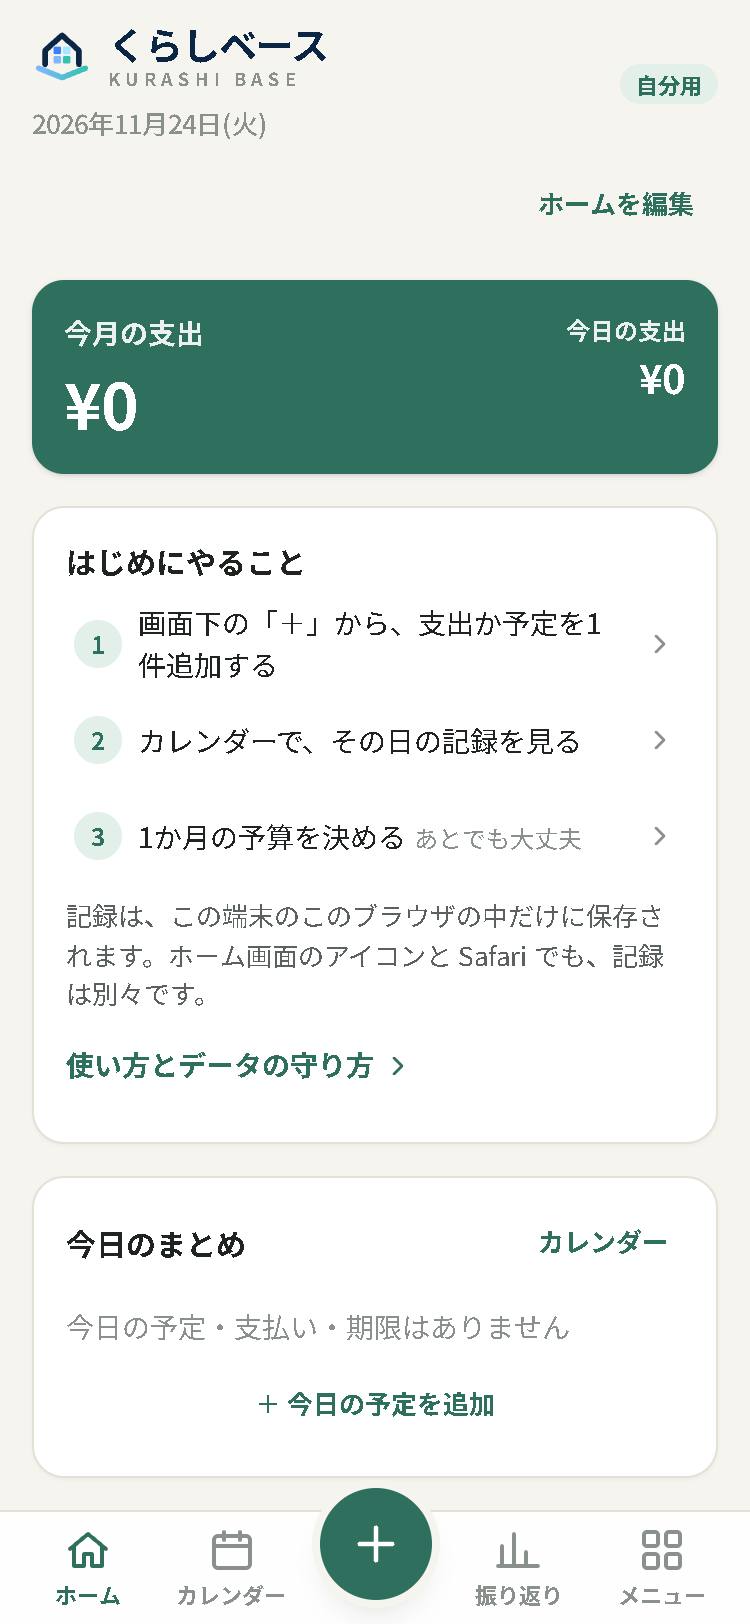 くらしベース
KURASHI BASE
2026年11月24日(火)
自分用
ホームを編集
今月の支出
¥0
今日の支出
¥0
はじめにやること
1
画面下の「＋」から、支出か予定を1
件追加する
2
カレンダーで、その日の記録を見る
3
1か月の予算を決める あとでも大丈夫
記録は、この端末のこのブラウザの中だけに保存さ
れます。ホーム画面のアイコンと Safari でも、記録
は別々です。
使い方とデータの守り方
今日のまとめ
カレンダー
今日の予定・支払い・期限はありません
＋ 今日の予定を追加
ホーム
カレンダー
振り返り
メニュー